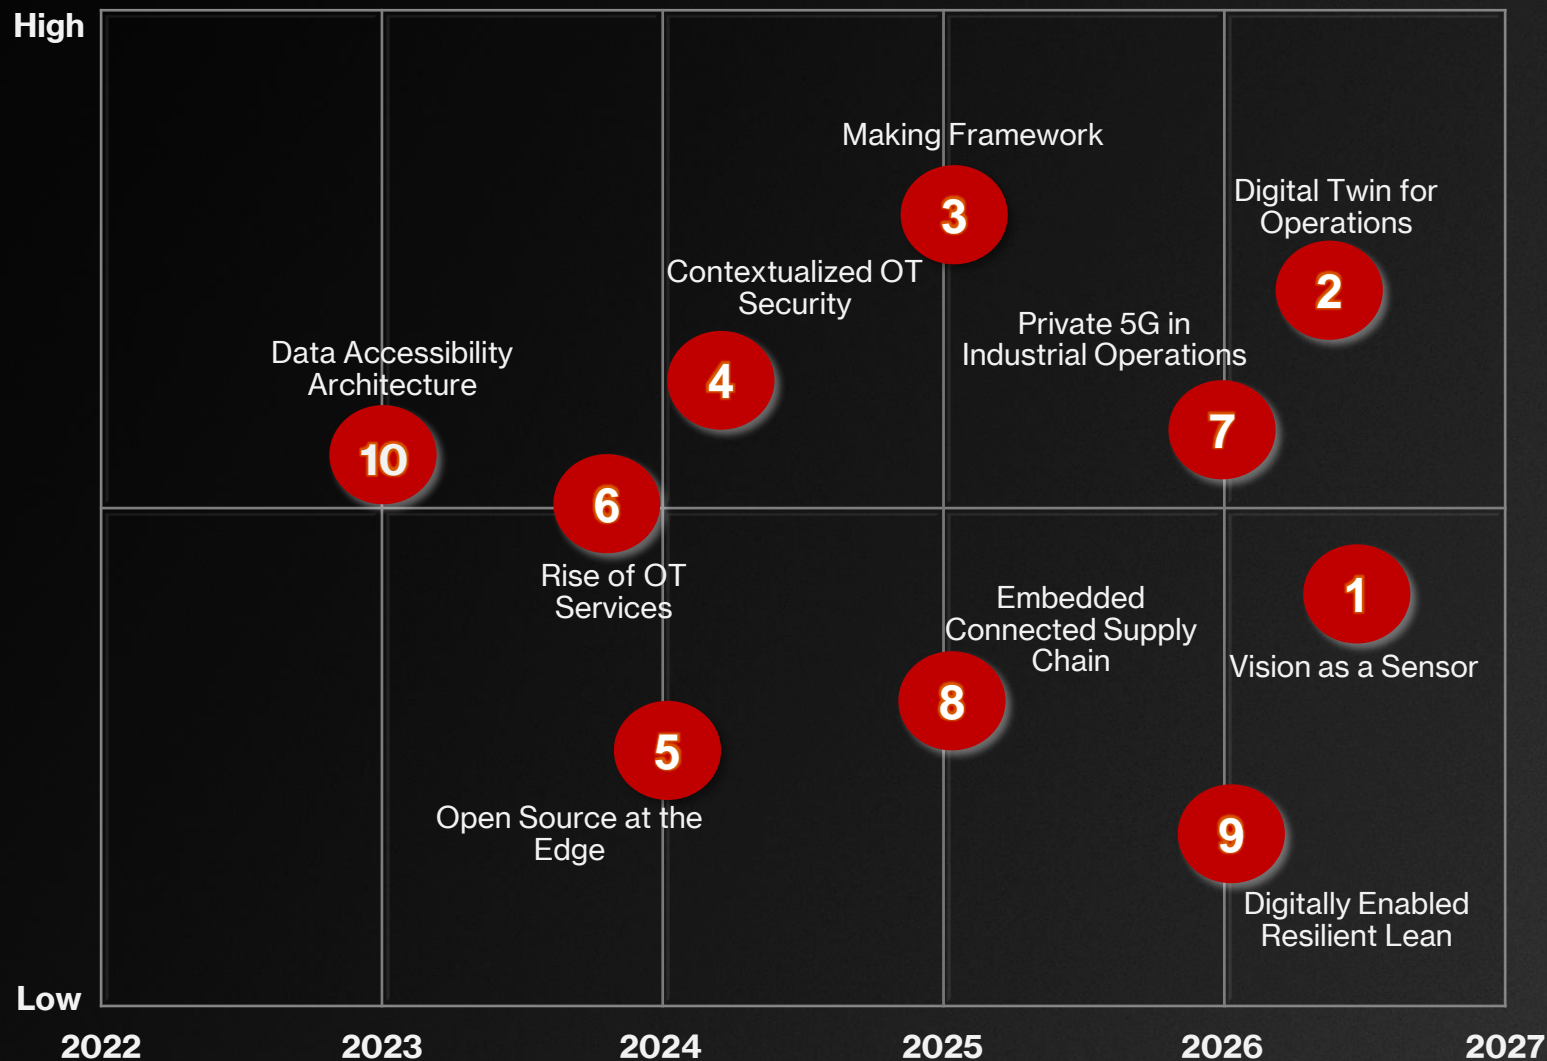 High
Making Framework
3
Digital Twin for
Operations
2
Contextualized OT
Security
4
Private 5G in
Industrial Operations
7
Data Accessibility
Architecture
10
6
Rise of OT
Services
1
Vision as a Sensor
Embedded
Connected Supply
Chain
8
5
Open Source at the
Edge
9
Digitally Enabled
Resilient Lean
Low
2022
2023
2024
2025
2026
2027